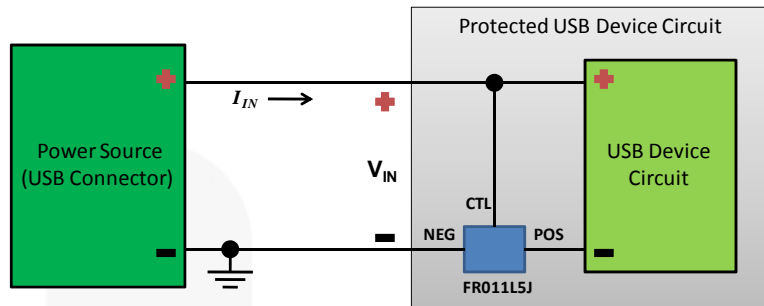 Protected USB Device Circuit
I_IN
Power Source
(USB Connector)
V_IN
USB Device
Circuit
CTL
NEG
POS
FR011L5J